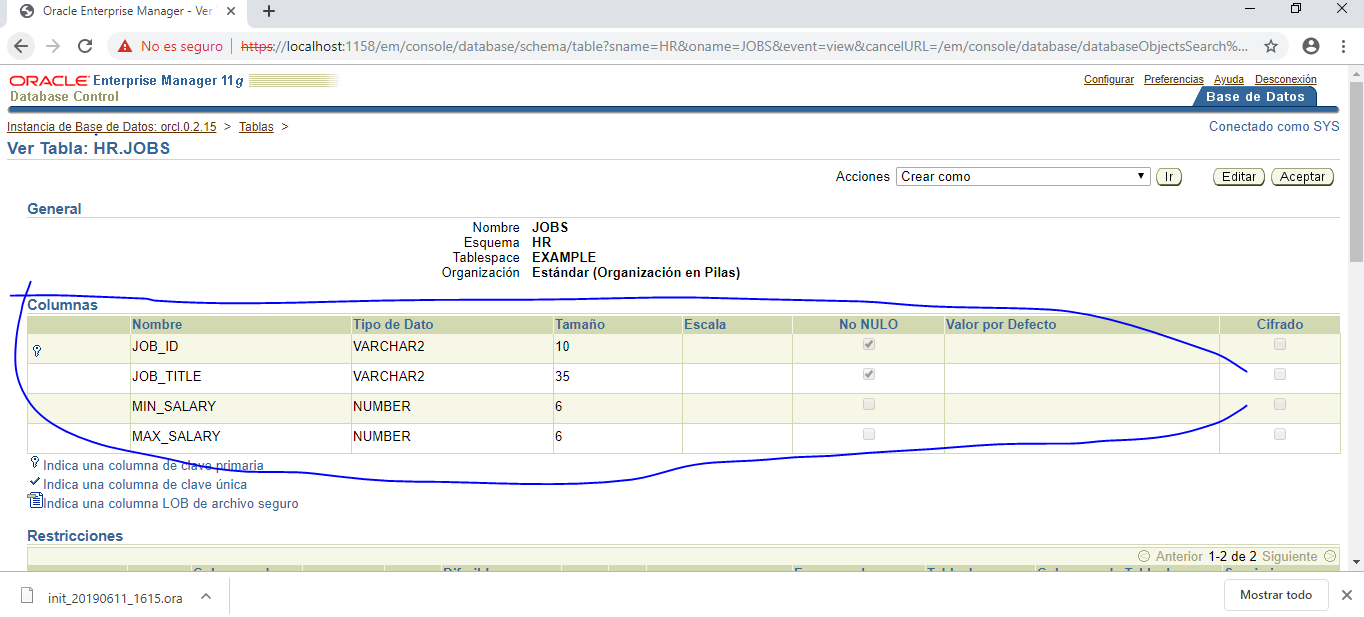 Oracle Enterprise Manager - Ver
No es seguro | https://localhost:1158/em/console/database/schema/table?sname=HR&oname=JOBS&event=view&cancelURL=/em/console/database/databaseObjectsSearch%...
ORACLE Enterprise Manager 11g
Database Control
Configurar Preferencias Ayuda Desconexión
Base de Datos
Instancia de Base de Datos: orcl.0.2.15 > Tablas >
Conectado como SYS
Ver Tabla: HR.JOBS
Acciones Crear como Ir Editar Aceptar
General
Nombre JOBS
Esquema HR
Tablespace EXAMPLE
Organización Estándar (Organización en Pilas)
Columnas
Nombre Tipo de Dato Tamaño Escala No NULO Valor por Defecto Cifrado
JOB_ID VARCHAR2 10
JOB_TITLE VARCHAR2 35
MIN_SALARY NUMBER 6
MAX_SALARY NUMBER 6
Indica una columna de clave primaria
Indica una columna de clave única
Indica una columna LOB de archivo seguro
Restricciones
Anterior 1-2 de 2 Siguiente
init_20190611_1615.ora
Mostrar todo